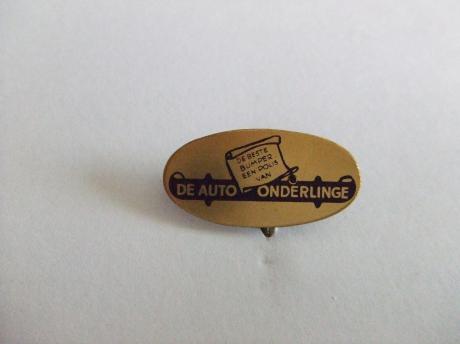 DE BESTE
BUMPER
EEN POLIS
VAN
DE AUTO ONDERLINGE